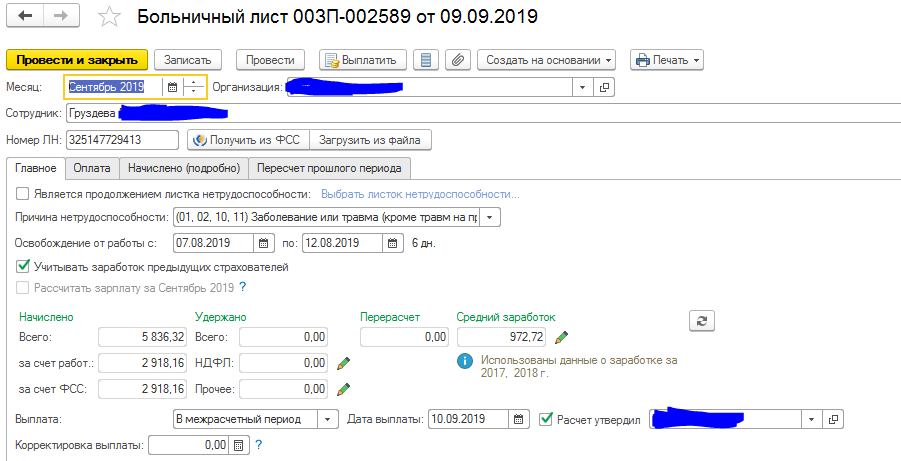 Больничный лист 003П-002589 от 09.09.2019
Провести и закрыть Записать Провести Выплатить Создать на основании Печать
Месяц: Сентябрь 2019 Организация:
Сотрудник: Груздева
Номер ЛН: 325147729413 Получить из ФСС Загрузить из файла
Главное Оплата Начислено (подробно) Пересчет прошлого периода
Является продолжением листка нетрудоспособности: Выбрать листок нетрудоспособности...
Причина нетрудоспособности: (01, 02, 10, 11) Заболевание или травма (кроме травм на пр
Освобождение от работы с: 07.08.2019 по: 12.08.2019 6 дн.
Учитывать заработок предыдущих страхователей
Рассчитать зарплату за Сентябрь 2019 ?
Начислено Удержано Перерасчет Средний заработок
Всего: 5 836,32 Всего: 0,00 0,00 972,72
за счет работ.: 2 918,16 НДФЛ: 0,00 Использованы данные о заработке за
2017, 2018 г.
за счет ФСС: 2 918,16 Прочее: 0,00
Выплата: В межрасчетный период Дата выплаты: 10.09.2019 Расчет утвердил
Корректировка выплаты: 0,00 ?